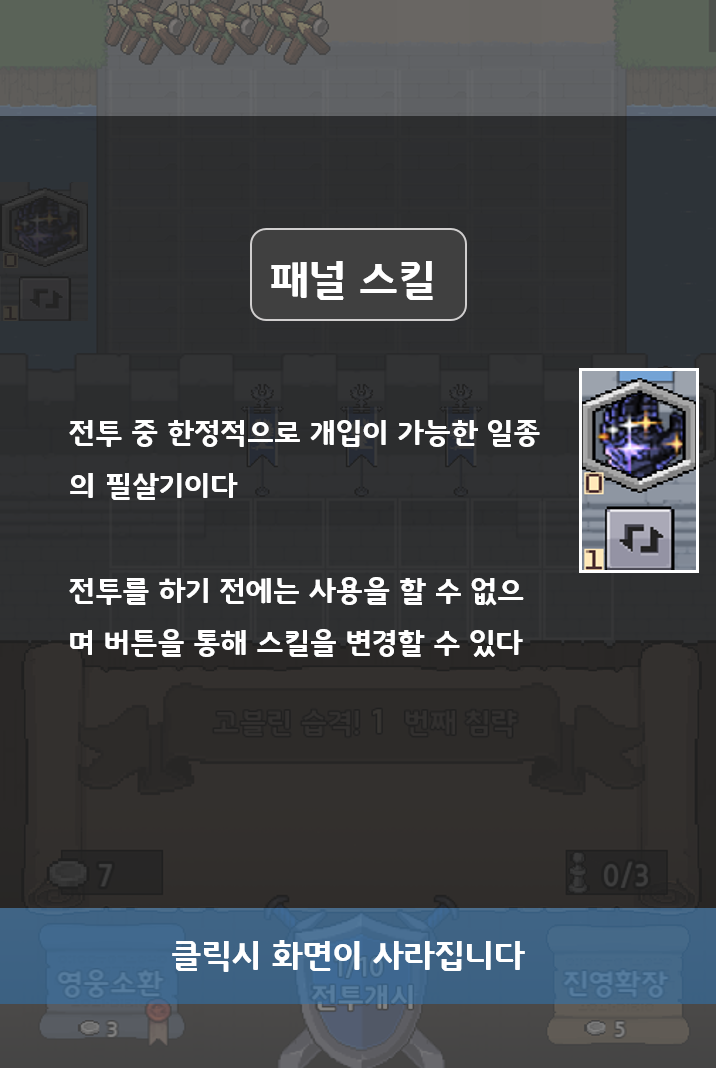 0
1
패널 스킬
전투 중 한정적으로 개입이 가능한 일종
의 필살기이다
0
1
전투를 하기 전에는 사용을 할 수 없으
며 버튼을 통해 스킬을 변경할 수 있다
고블린 습격! 1 번째 침략
7
0/3
클릭시 화면이 사라집니다
1/10
영웅소환
전투개시
진영확장
3
5